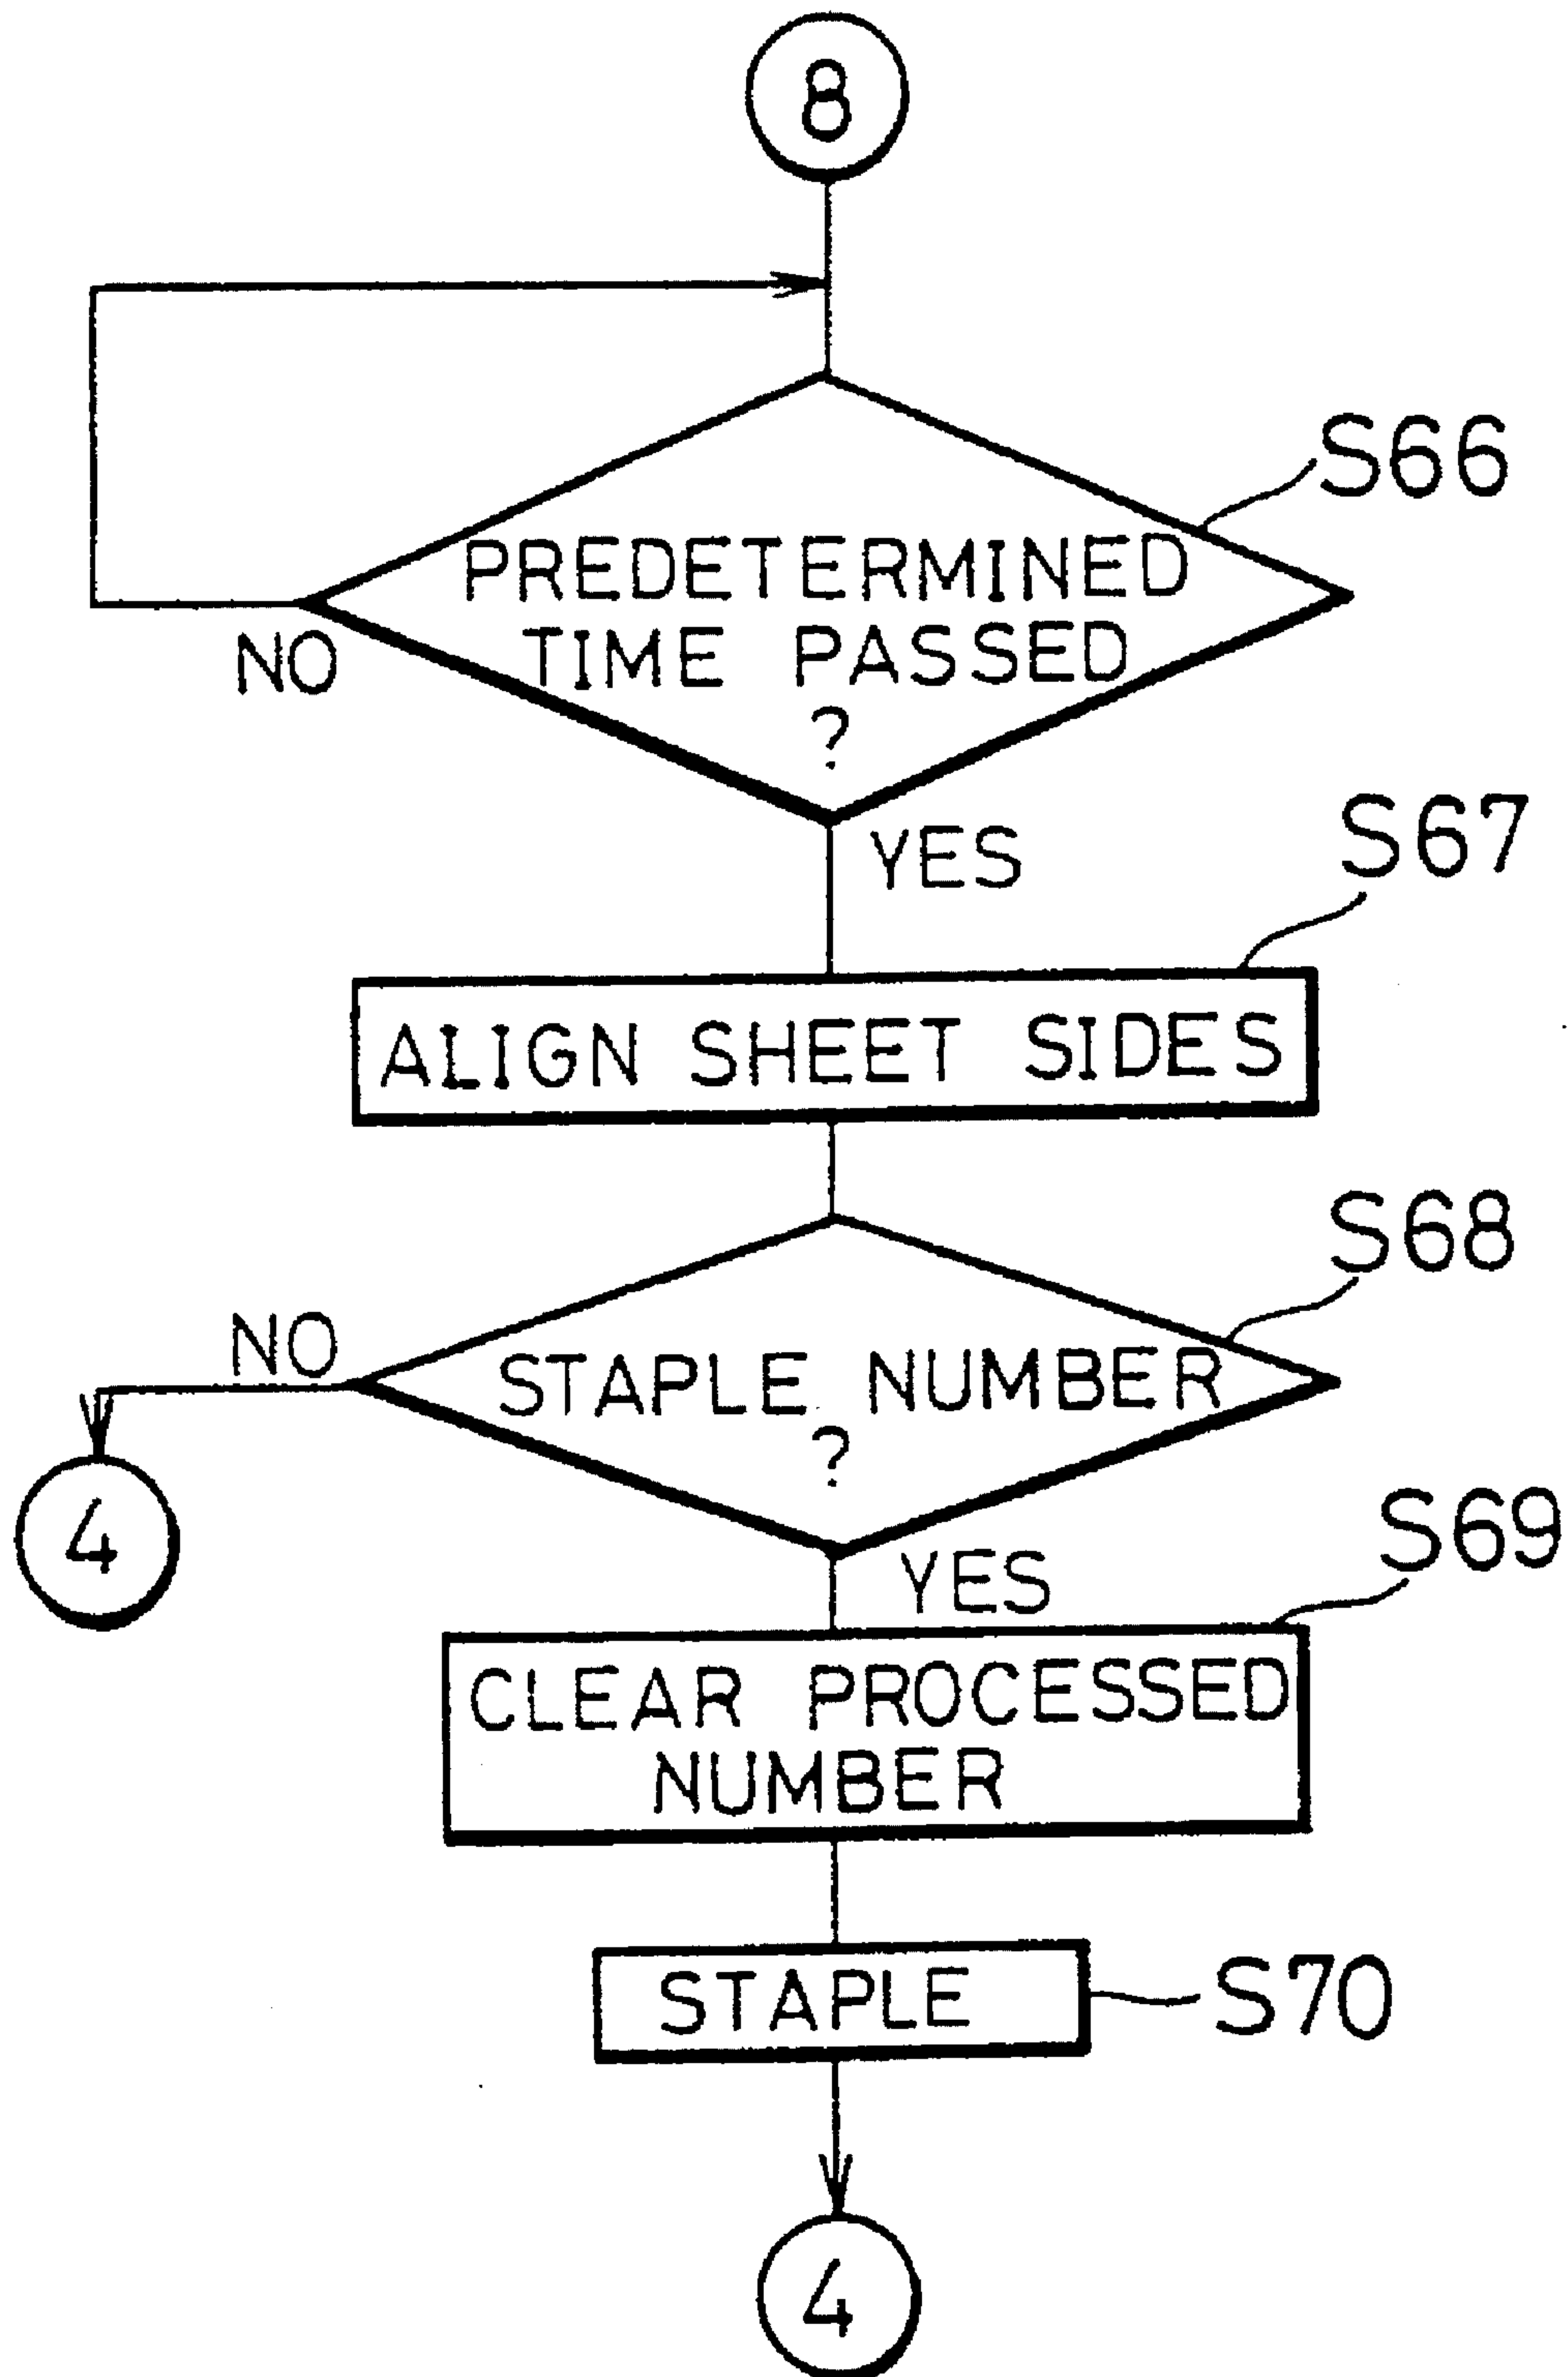 8
S66
PREDETERMINED
TIME PASSED
?
NO
YES
S67
ALIGN SHEET SIDES
S68
NO
STAPLE NUMBER
?
4
YES
S69
CLEAR PROCESSED
NUMBER
STAPLE
S70
4